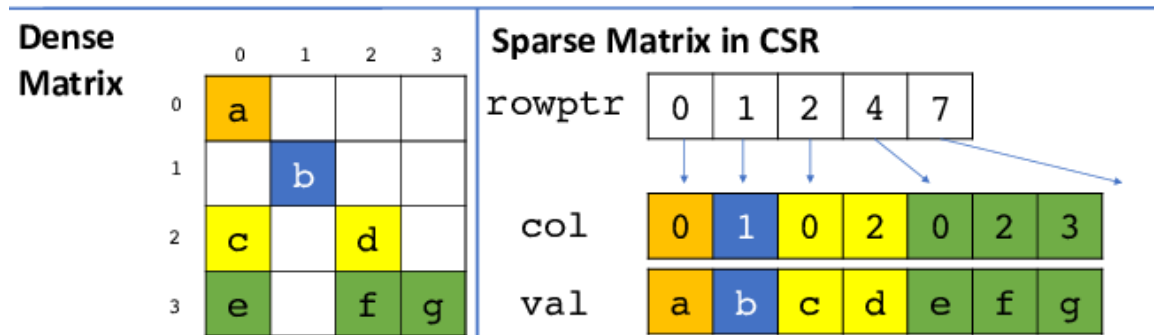 Dense
Matrix
0 1 2 3
0 a
1 b
2 c d
3 e f g
Sparse Matrix in CSR
rowptr 0 1 2 4 7
col 0 1 0 2 0 2 3
val a b c d e f g